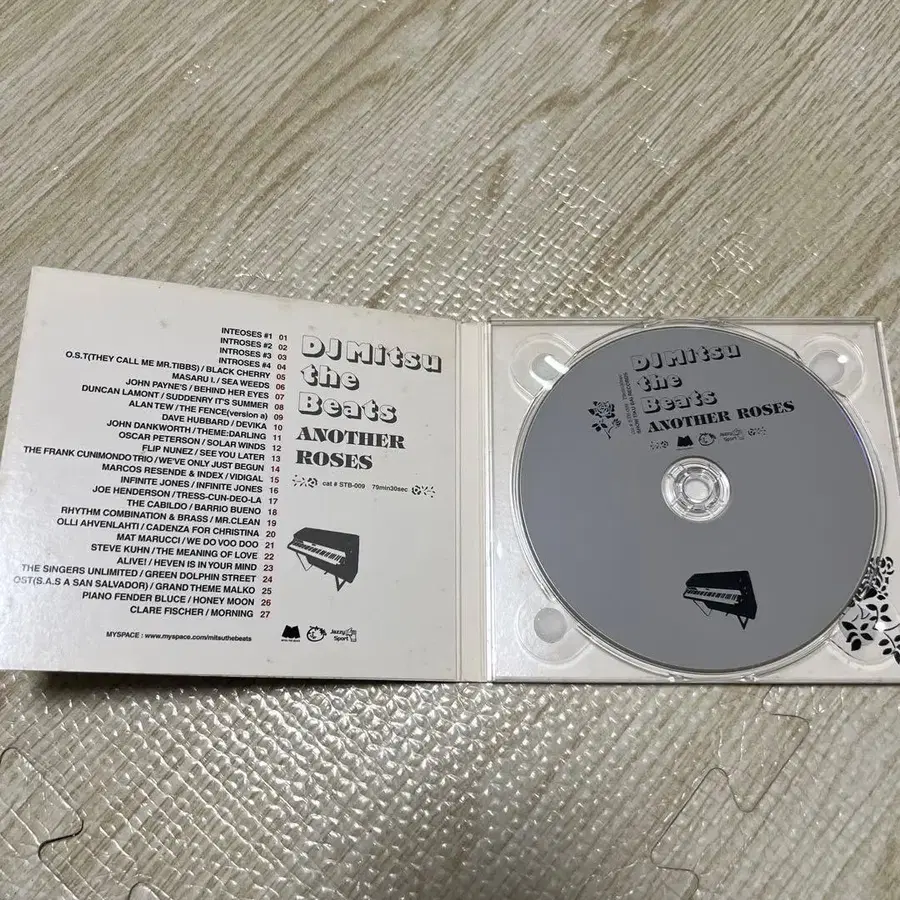 INTEOSES #1 01
INTROSES #2 02
INTROSES #3 03
INTROSES #4 04
O.S.T(THEY CALL ME MR.TIBBS) / BLACK CHERRY 05
MASARU I. / SEA WEEDS 06
JOHN PAYNE'S / BEHIND HER EYES 07
DUNCAN LAMONT / SUDDENRY IT'S SUMMER 08
ALAN TEW / THE FENCE(version a) 09
DAVE HUBBARD / DEVIKA 10
JOHN DANKWORTH / THEME:DARLING 11
OSCAR PETERSON / SOLAR WINDS 12
FLIP NUNEZ / SEE YOU LATER 13
THE FRANK CUNIMONDO TRIO / WE'VE ONLY JUST BEGUN 14
MARCOS RESENDE & INDEX / VIDIGAL 15
INFINITE JONES / INFINITE JONES 16
JOE HENDERSON / TRESS-CUN-DEO-LA 17
THE CABILDO / BARRIO BUENO 18
RHYTHM COMBINATION & BRASS / MR.CLEAN 19
OLLI AHVENLAHTI / CADENZA FOR CHRISTINA 20
MAT MARUCCI / WE DO VOO DOO 21
STEVE KUHN / THE MEANING OF LOVE 22
ALIVE! / HEVEN IS IN YOUR MIND 23
THE SINGERS UNLIMITED / GREEN DOLPHIN STREET 24
OST(S.A.S A SAN SALVADOR) / GRAND THEME MALKO 25
PIANO FENDER BLUCE / HONEY MOON 26
CLARE FISCHER / MORNING 27
MYSPACE : www.myspace.com/mitsuthebeats
DJ Mitsu
the
Beats
ANOTHER
ROSES
cat # STB-009 79min30sec
Jazzy
Sport
DJ Mitsu
the
Beats
ANOTHER ROSES
Jazzy
Sport